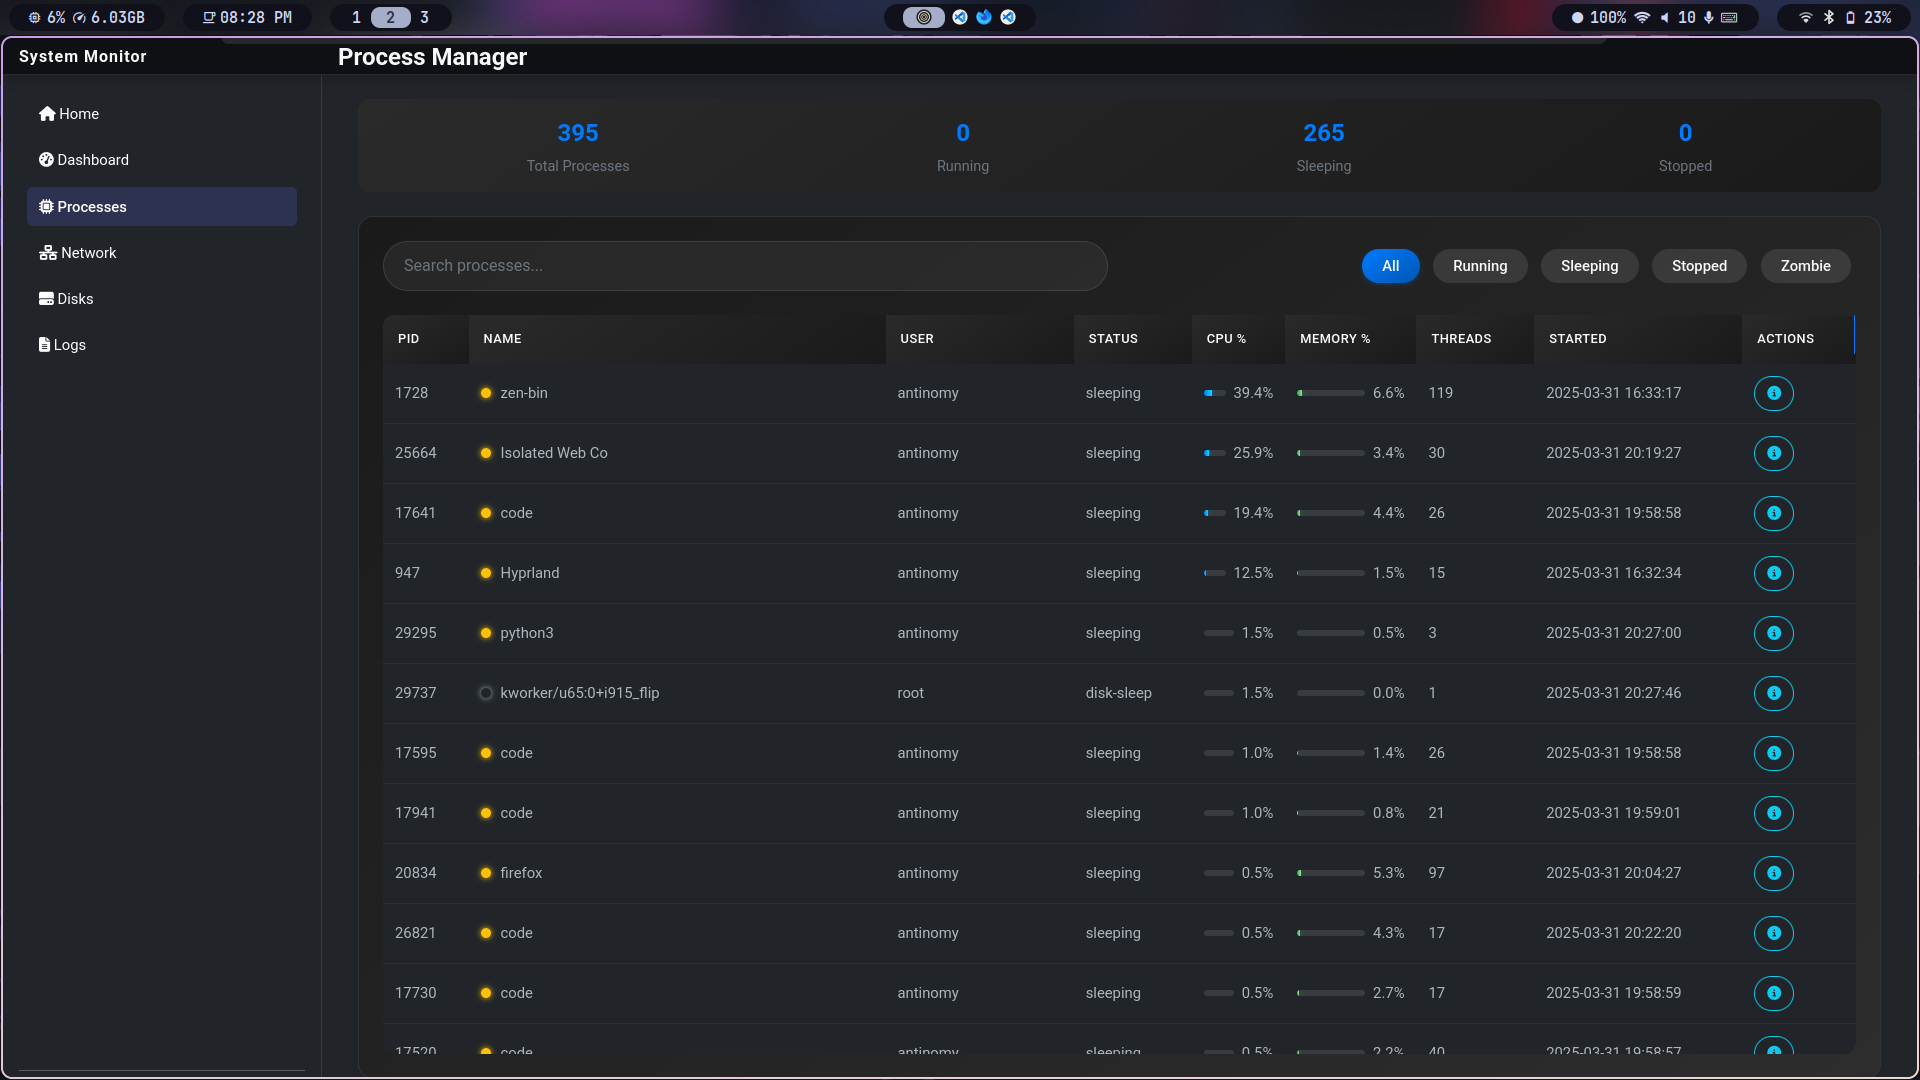 6% 6.03GB 08:28 PM 1 2 3 100% 10 23%
System Monitor Process Manager
Home
Dashboard
Processes
Network
Disks
Logs
395 0 265 0
Total Processes Running Sleeping Stopped
Search processes... All Running Sleeping Stopped Zombie
PID NAME USER STATUS CPU % MEMORY % THREADS STARTED ACTIONS
1728 zen-bin antinomy sleeping 39.4% 6.6% 119 2025-03-31 16:33:17
25664 Isolated Web Co antinomy sleeping 25.9% 3.4% 30 2025-03-31 20:19:27
17641 code antinomy sleeping 19.4% 4.4% 26 2025-03-31 19:58:58
947 Hyprland antinomy sleeping 12.5% 1.5% 15 2025-03-31 16:32:34
29295 python3 antinomy sleeping 1.5% 0.5% 3 2025-03-31 20:27:00
29737 kworker/u65:0+i915_flip root disk-sleep 1.5% 0.0% 1 2025-03-31 20:27:46
17595 code antinomy sleeping 1.0% 1.4% 26 2025-03-31 19:58:58
17941 code antinomy sleeping 1.0% 0.8% 21 2025-03-31 19:59:01
20834 firefox antinomy sleeping 0.5% 5.3% 97 2025-03-31 20:04:27
26821 code antinomy sleeping 0.5% 4.3% 17 2025-03-31 20:22:20
17730 code antinomy sleeping 0.5% 2.7% 17 2025-03-31 19:58:59
17520 code antinomy sleeping 0.5% 2.2% 40 2025-03-31 19:58:57